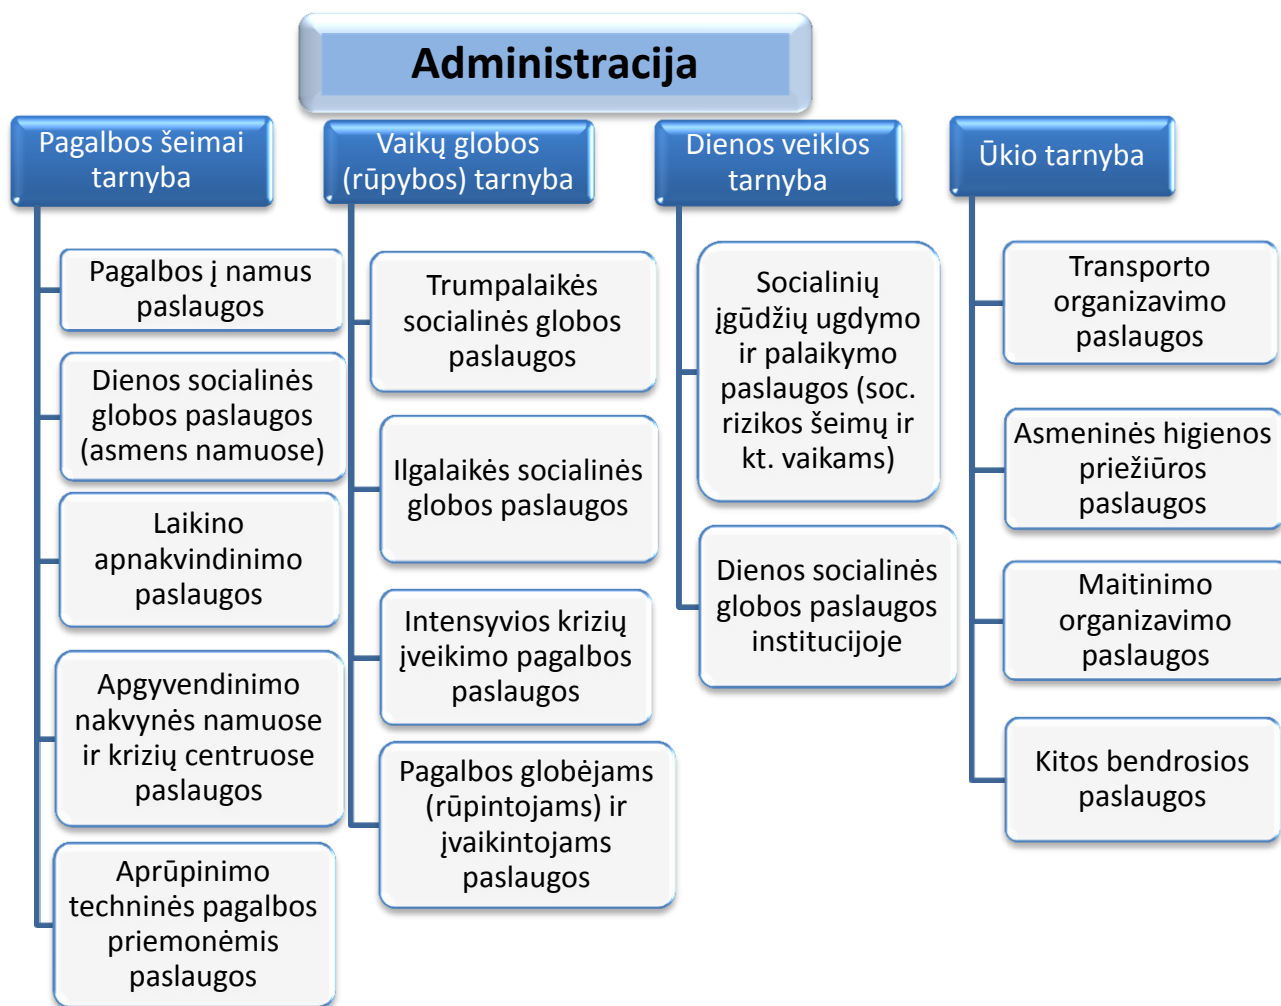 Administracija
Pagalbos šeimai
tarnyba
Pagalbos į namus
paslaugos
Dienos socialinės
globos paslaugos
(asmens namuose)
Laikino
apnakvindinimo
paslaugos
Apgyvendinimo
nakvynės namuose
ir krizių centruose
paslaugos
Aprūpinimo
techninės pagalbos
priemonėmis
paslaugos
Vaikų globos
(rūpybos) tarnyba
Trumpalaikės
socialinės globos
paslaugos
Ilgalaikės socialinės
globos paslaugos
Intensyvios krizių
įveikimo pagalbos
paslaugos
Pagalbos globėjams
(rūpintojams) ir
įvaikintojams
paslaugos
Dienos veiklos
tarnyba
Socialinių
įgūdžių ugdymo
ir palaikymo
paslaugos (soc.
rizikos šeimų ir
kt. vaikams)
Dienos socialinės
globos paslaugos
institucijoje
Ūkio tarnyba
Transporto
organizavimo
paslaugos
Asmeninės higienos
priežiūros
paslaugos
Maitinimo
organizavimo
paslaugos
Kitos bendrosios
paslaugos